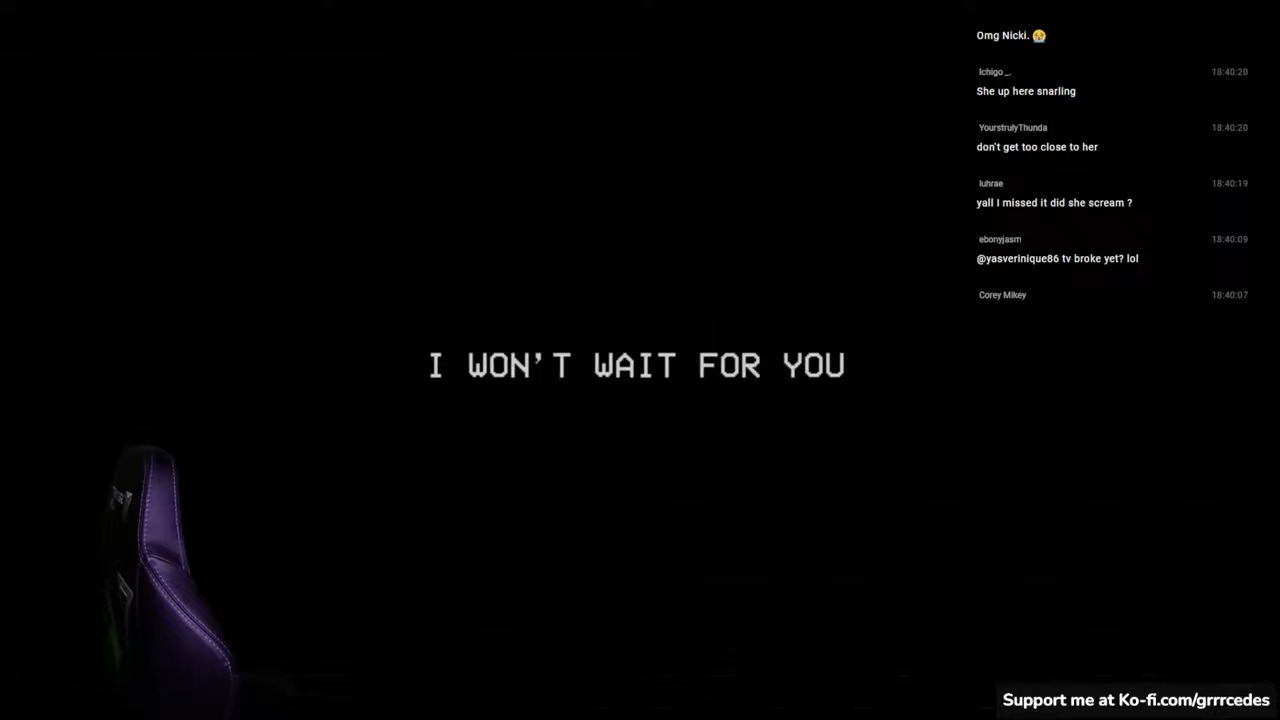 Omg Nicki. 😭
Ichigo _. 18:40:20
She up here snarling
YourstrulyThunda 18:40:20
don't get too close to her
luhrae 18:40:19
yall I missed it did she scream ?
ebonyjasm 18:40:09
@yasverinique86 tv broke yet? lol
Corey Mikey 18:40:07
I WON'T WAIT FOR YOU
Support me at Ko-fi.com/grrrcedes